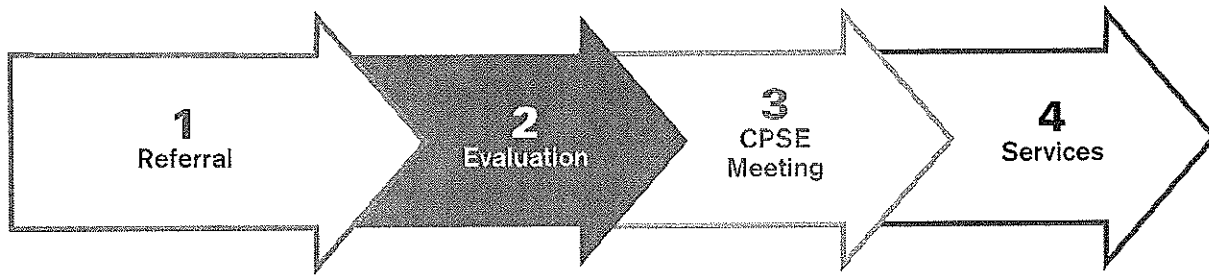 1
Referral
2
Evaluation
3
CPSE
Meeting
4
Services